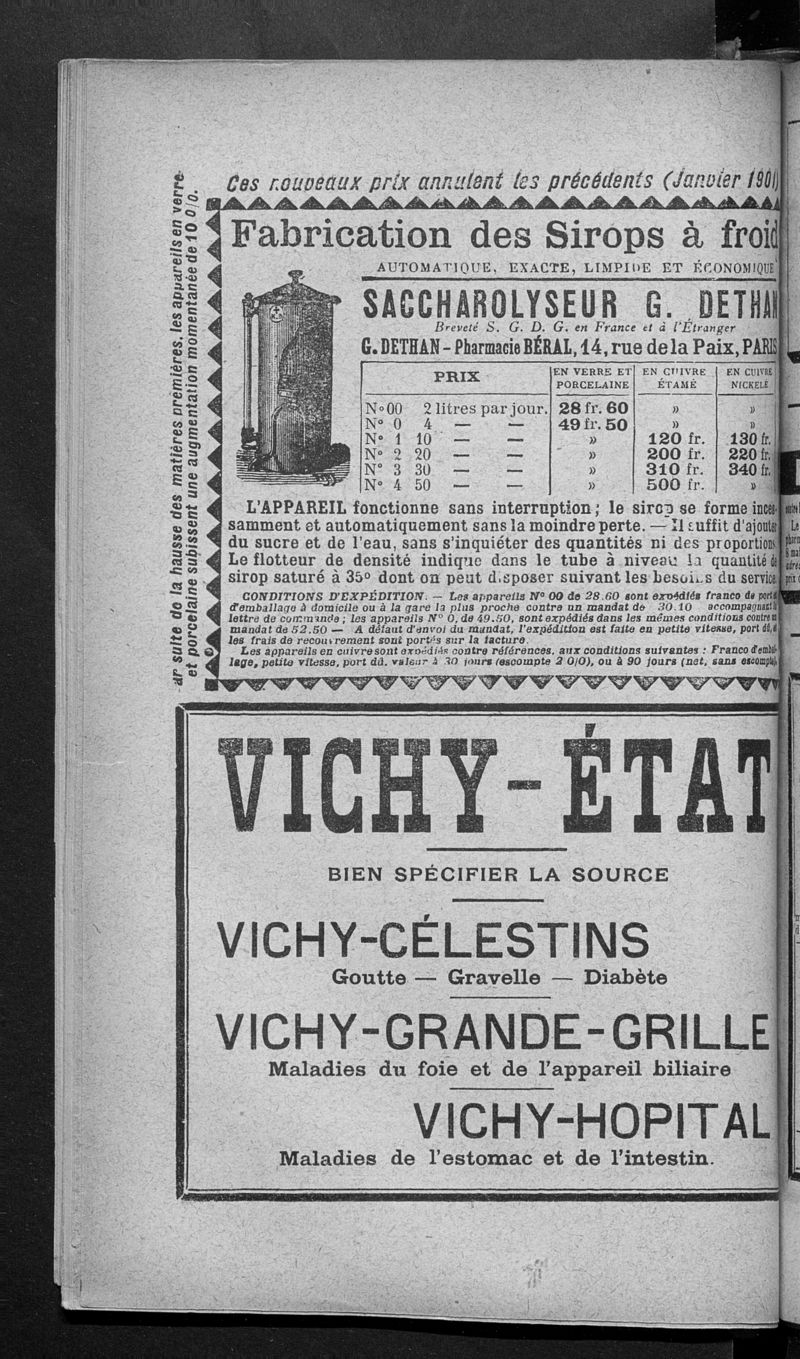 Ces nouveaux prix annulent les précédents (Janvier 1901)
Par suite de la hausse des matières premières, les appareils en verre
et porcelaine subissent une augmentation momentanée de 10 0/0.
Fabrication des Sirops à froid
AUTOMATIQUE, EXACTE, LIMPIDE ET ÉCONOMIQUE
SACCHAROLYSEUR G. DETHAN
Breveté S. G. D. G. en France et à l'Étranger
G. DETHAN - Pharmacie BÉRAL, 14, rue de la Paix, PARIS
PRIX EN VERRE ET PORCELAINE EN CUIVRE ÉTAMÉ EN CUIVRE NICKELÉ
No 00 2 litres par jour. 28 fr. 60 » »
N° 0 4 — — 49 fr. 50 » »
N° 1 10 — — » 120 fr. 130 fr.
N° 2 20 — — » 200 fr. 220 fr.
N° 3 30 — — » 310 fr. 340 fr.
N° 4 50 — — » 500 fr. »
L'APPAREIL fonctionne sans interruption; le sirop se forme inces-
samment et automatiquement sans la moindre perte. — Il suffit d'ajouter
du sucre et de l'eau, sans s'inquiéter des quantités ni des proportions
Le flotteur de densité indique dans le tube à niveau la quantité de
sirop saturé à 35° dont on peut disposer suivant les besoins du service
CONDITIONS D'EXPÉDITION. — Les appareils N° 00 de 28.60 sont expédiés franco de port et
d'emballage à domicile ou à la gare la plus proche contre un mandat de 30.10 accompagnant la
lettre de commande; les appareils N° 0, de 49.50, sont expédiés dans les mêmes conditions contre un
mandat de 52.50 — A défaut d'envoi du mandat, l'expédition est faite en petite vitesse, port dû, et
les frais de recouvrement sont portés sur la facture.
Les appareils en cuivre sont expédiés contre références, aux conditions suivantes : Franco d'embal-
lage, petite vitesse, port dû, valeur à 30 jours (escompte 2 0/0), ou à 90 jours (net, sans escompte).
VICHY-ÉTAT
BIEN SPÉCIFIER LA SOURCE
VICHY-CÉLESTINS
Goutte — Gravelle — Diabète
VICHY-GRANDE-GRILLE
Maladies du foie et de l'appareil biliaire
VICHY-HOPITAL
Maladies de l'estomac et de l'intestin.